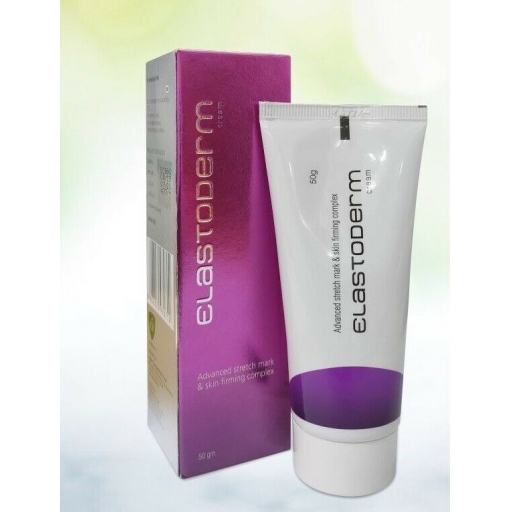 ELASTODERM
cream
Advanced stretch mark
& skin firming complex
50 gm
50g
Advanced stretch mark & skin firming complex
ELASTODERM
cream